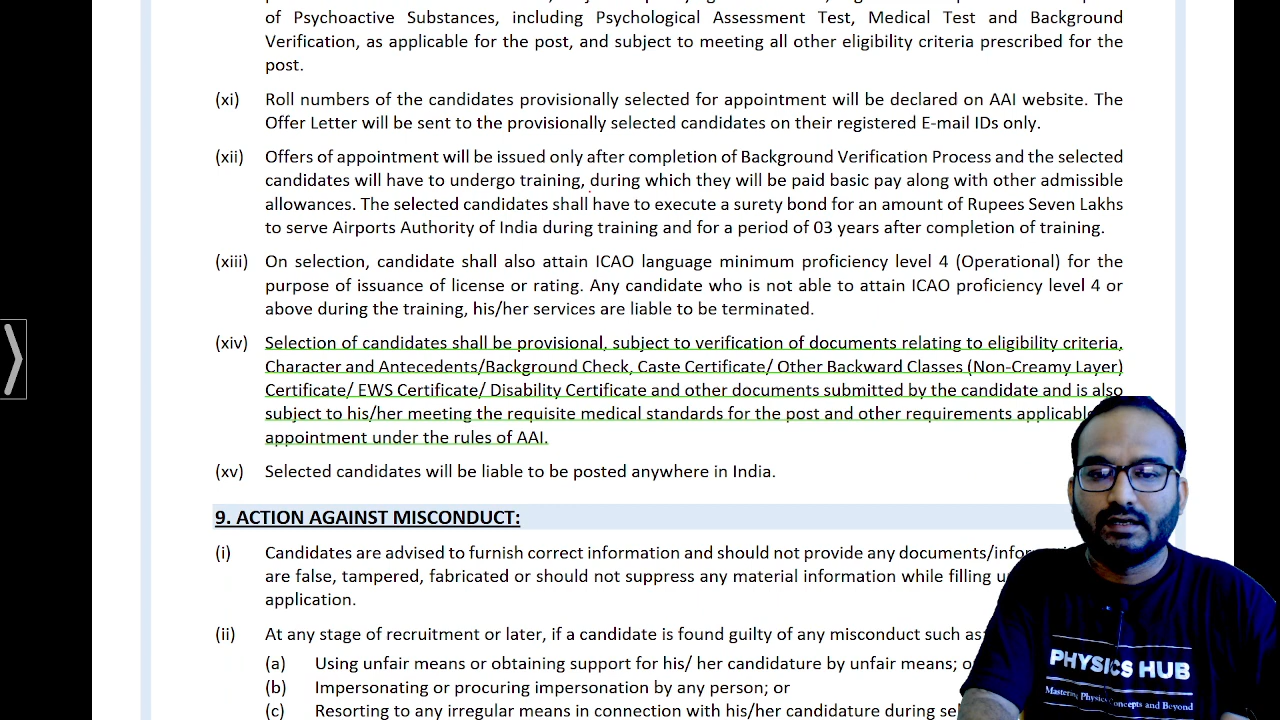 of Psychoactive Substances, including Psychological Assessment Test, Medical Test and Background
Verification, as applicable for the post, and subject to meeting all other eligibility criteria prescribed for the
post.
(xi) Roll numbers of the candidates provisionally selected for appointment will be declared on AAI website. The
Offer Letter will be sent to the provisionally selected candidates on their registered E-mail IDs only.
(xii) Offers of appointment will be issued only after completion of Background Verification Process and the selected
candidates will have to undergo training, during which they will be paid basic pay along with other admissible
allowances. The selected candidates shall have to execute a surety bond for an amount of Rupees Seven Lakhs
to serve Airports Authority of India during training and for a period of 03 years after completion of training.
(xiii) On selection, candidate shall also attain ICAO language minimum proficiency level 4 (Operational) for the
purpose of issuance of license or rating. Any candidate who is not able to attain ICAO proficiency level 4 or
above during the training, his/her services are liable to be terminated.
(xiv) Selection of candidates shall be provisional, subject to verification of documents relating to eligibility criteria,
Character and Antecedents/Background Check, Caste Certificate/ Other Backward Classes (Non-Creamy Layer)
Certificate/ EWS Certificate/ Disability Certificate and other documents submitted by the candidate and is also
subject to his/her meeting the requisite medical standards for the post and other requirements applicable
appointment under the rules of AAI.
(xv) Selected candidates will be liable to be posted anywhere in India.
9. ACTION AGAINST MISCONDUCT:
(i) Candidates are advised to furnish correct information and should not provide any
are false, tampered, fabricated or should not suppress any material information while filling
application.
(ii) At any stage of recruitment or later, if a candidate is found guilty of any misconduct such as
(a) Using unfair means or obtaining support for his/ her candidature by unfair means;
(b) Impersonating or procuring impersonation by any person; or
(c) Resorting to any irregular means in connection with his/her candidature during
PHYSICS HUB
Mastering Physics Concepts and Beyond